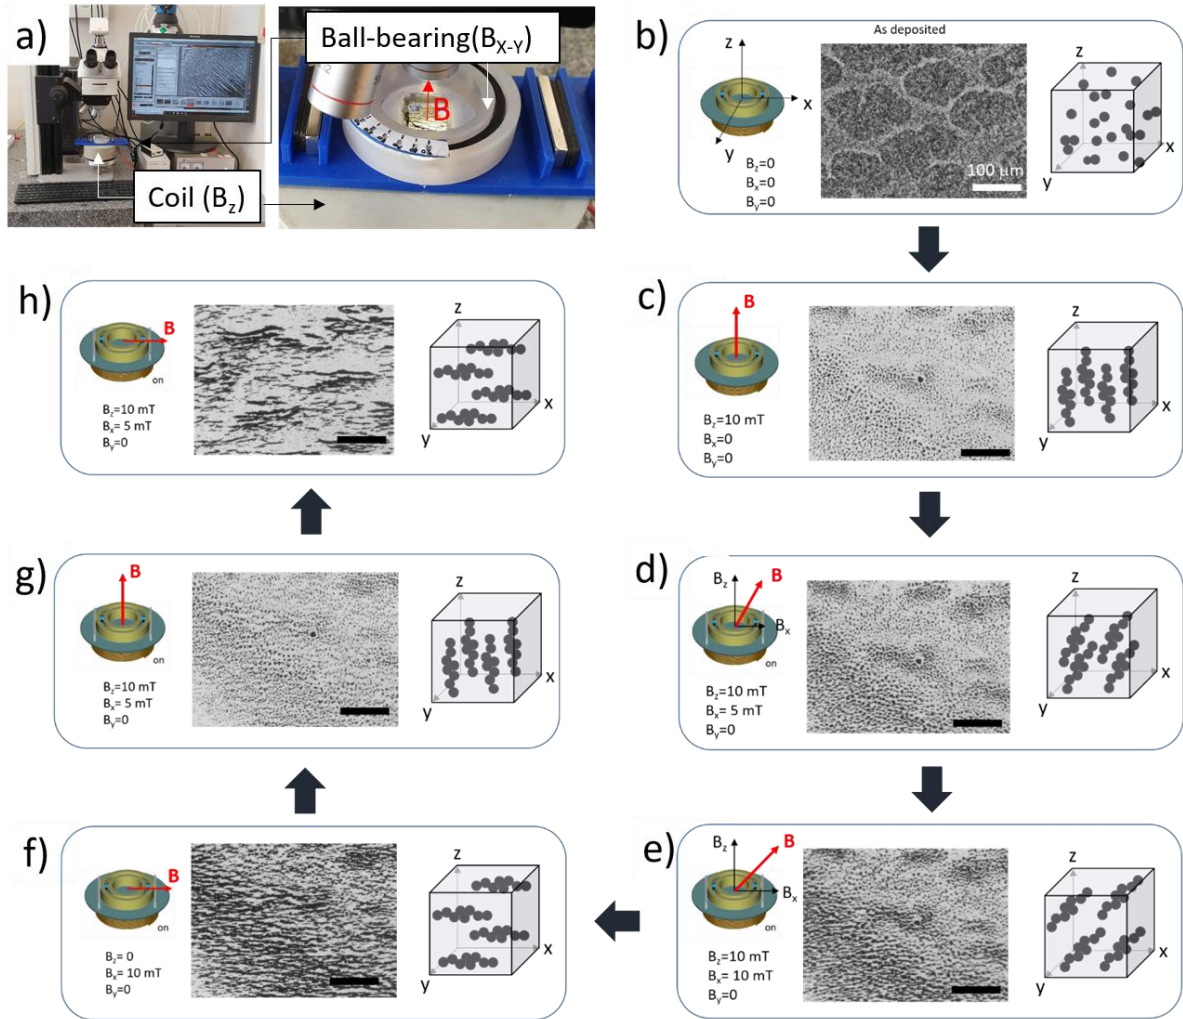 a)
Ball-bearing(BX-Y)
B
Coil (Bz)
b)
z
x
y
Bz=0
Bx=0
By=0
As deposited
100 μm
z
x
y
c)
B
Bz=10 mT
Bx=0
By=0
z
x
y
d)
Bz
B
Bx
on
Bz=10 mT
Bx= 5 mT
By=0
z
x
y
e)
Bz
B
Bx
on
Bz=10 mT
Bx= 10 mT
By=0
z
x
y
f)
B
on
Bz= 0
Bx= 10 mT
By=0
z
x
y
g)
B
on
Bz=10 mT
Bx= 5 mT
By=0
z
x
y
h)
B
on
Bz=10 mT
Bx= 5 mT
By=0
z
x
y